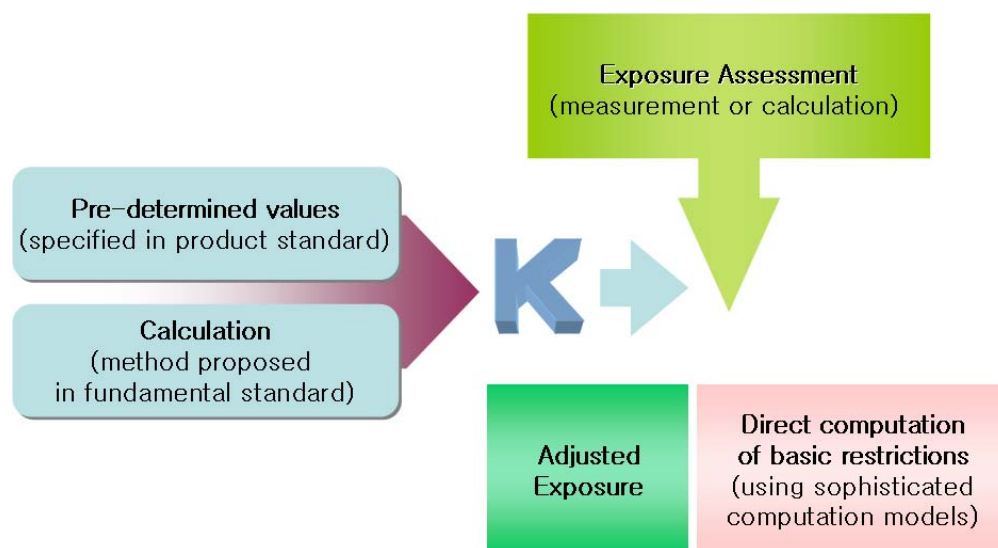 Exposure Assessment
(measurement or calculation)
Pre-determined values
(specified in product standard)
K
Calculation
(method proposed
in fundamental standard)
Adjusted
Exposure
Direct computation
of basic restrictions
(using sophisticated
computation models)